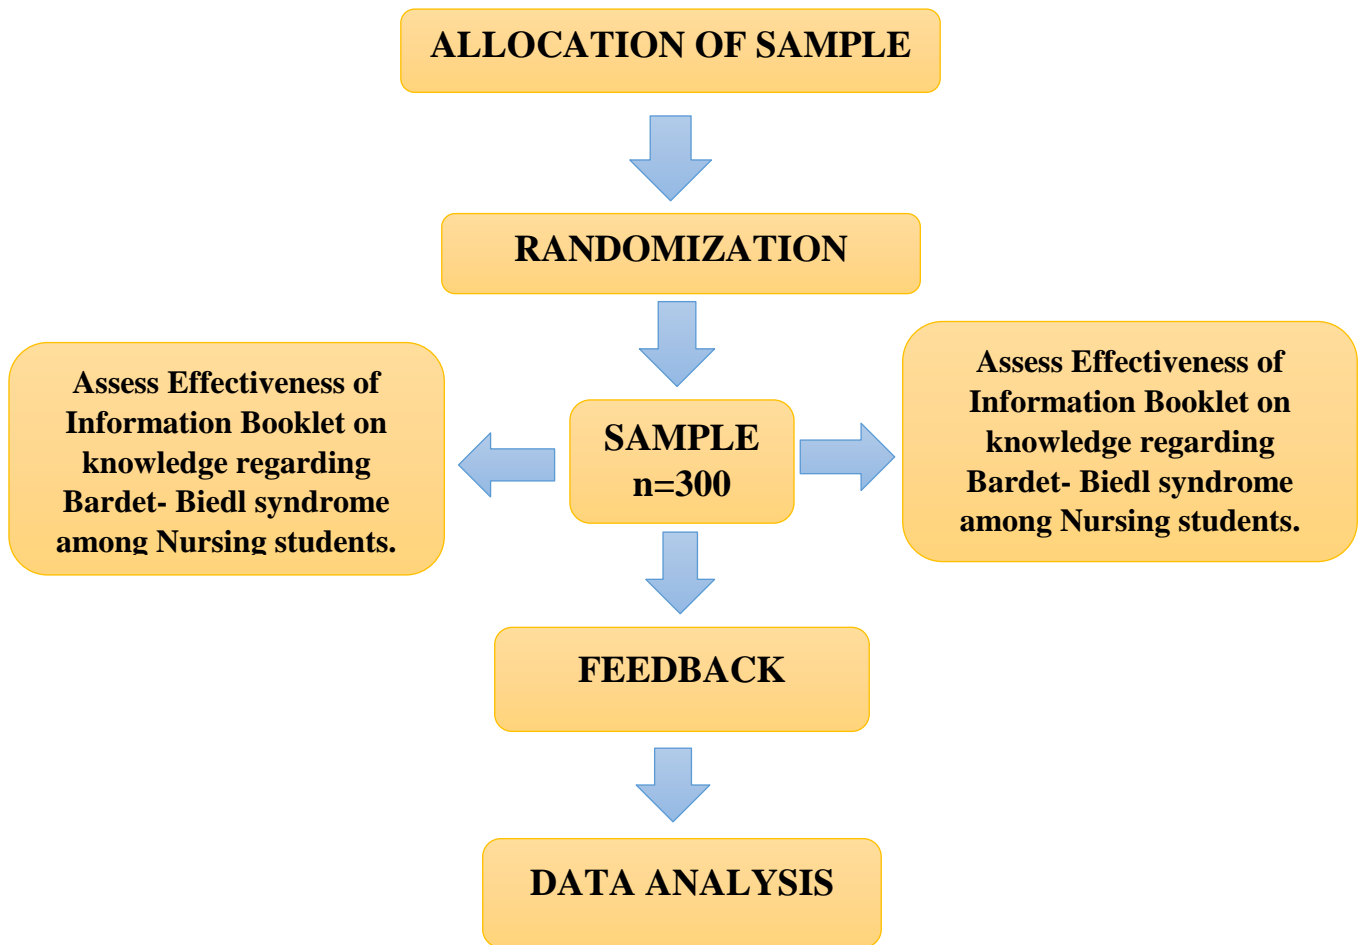 ALLOCATION OF SAMPLE
RANDOMIZATION
Assess Effectiveness of
Information Booklet on
knowledge regarding
Bardet- Biedl syndrome
among Nursing students.
SAMPLE
n=300
Assess Effectiveness of
Information Booklet on
knowledge regarding
Bardet- Biedl syndrome
among Nursing students.
FEEDBACK
DATA ANALYSIS